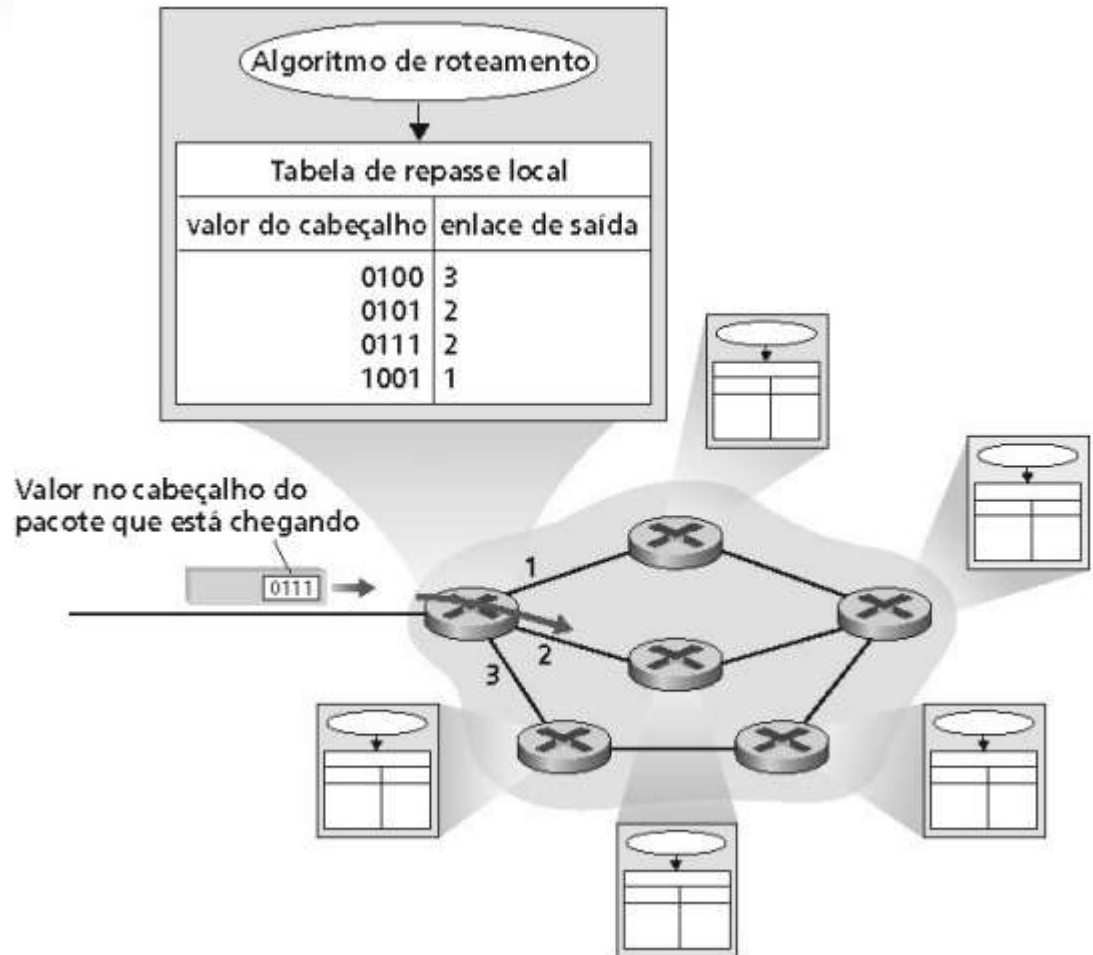 Algoritmo de roteamento
Tabela de repasse local
valor do cabeçalho enlace de saída
0100 3
0101 2
0111 2
1001 1
Valor no cabeçalho do
pacote que está chegando
0111
1
2
3